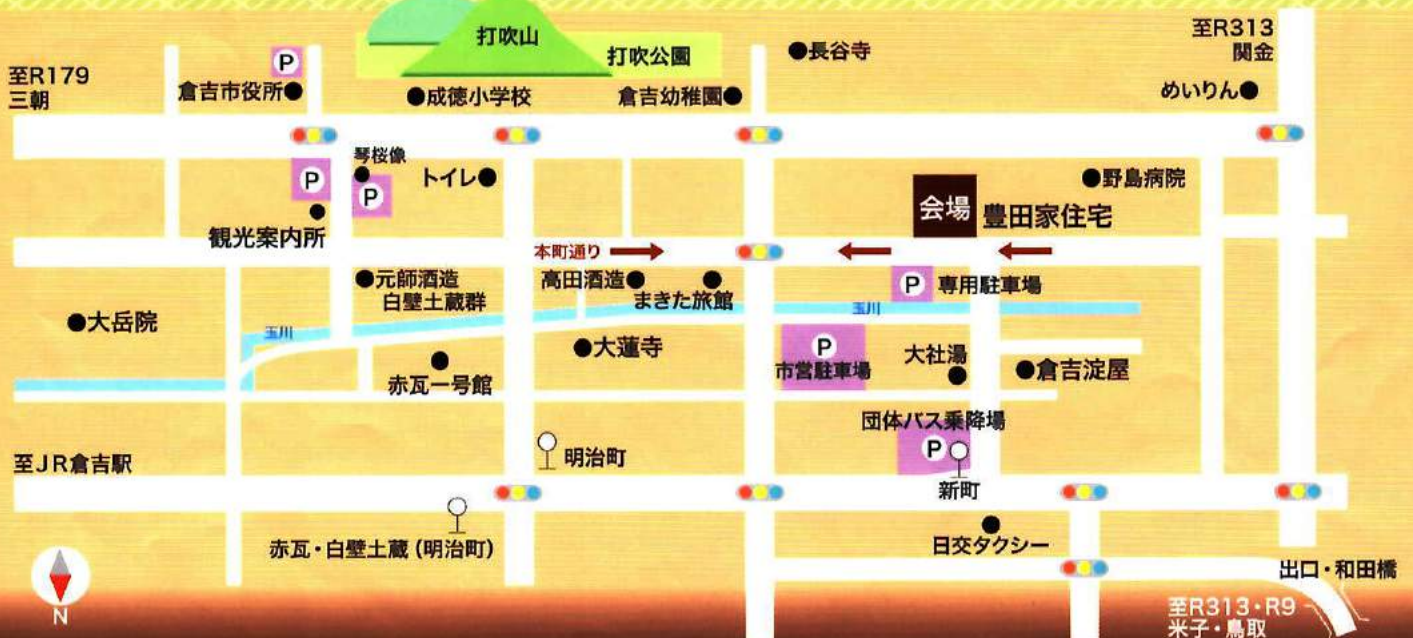 打吹山
打吹公園
長谷寺
至R313
関金
至R179
三朝
P
倉吉市役所
成徳小学校
倉吉幼稚園
めいりん
琴桜像
P
P
トイレ
会場
豊田家住宅
野島病院
観光案内所
本町通り
元帥酒造
白壁土蔵群
高田酒造
まきた旅館
P
専用駐車場
玉川
大岳院
玉川
赤瓦一号館
大蓮寺
P
市営駐車場
大社湯
倉吉淀屋
団体バス乗降場
P
新町
至JR倉吉駅
明治町
赤瓦・白壁土蔵(明治町)
日交タクシー
出口・和田橋
至R313・R9
米子・鳥取
N